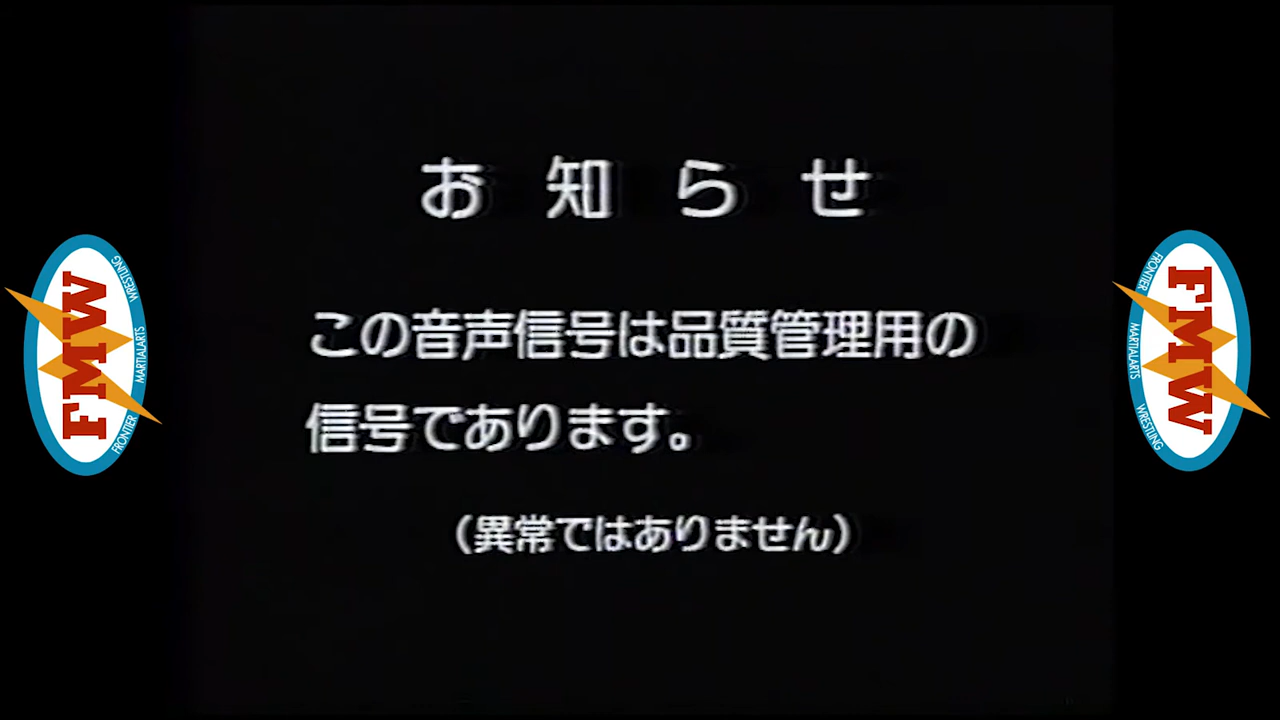 お知らせ
この音声信号は品質管理用の
信号であります。
(異常ではありません)
FMW
FRONTIER MARTIALARTS WRESTLING
FMW
FRONTIER MARTIALARTS WRESTLING